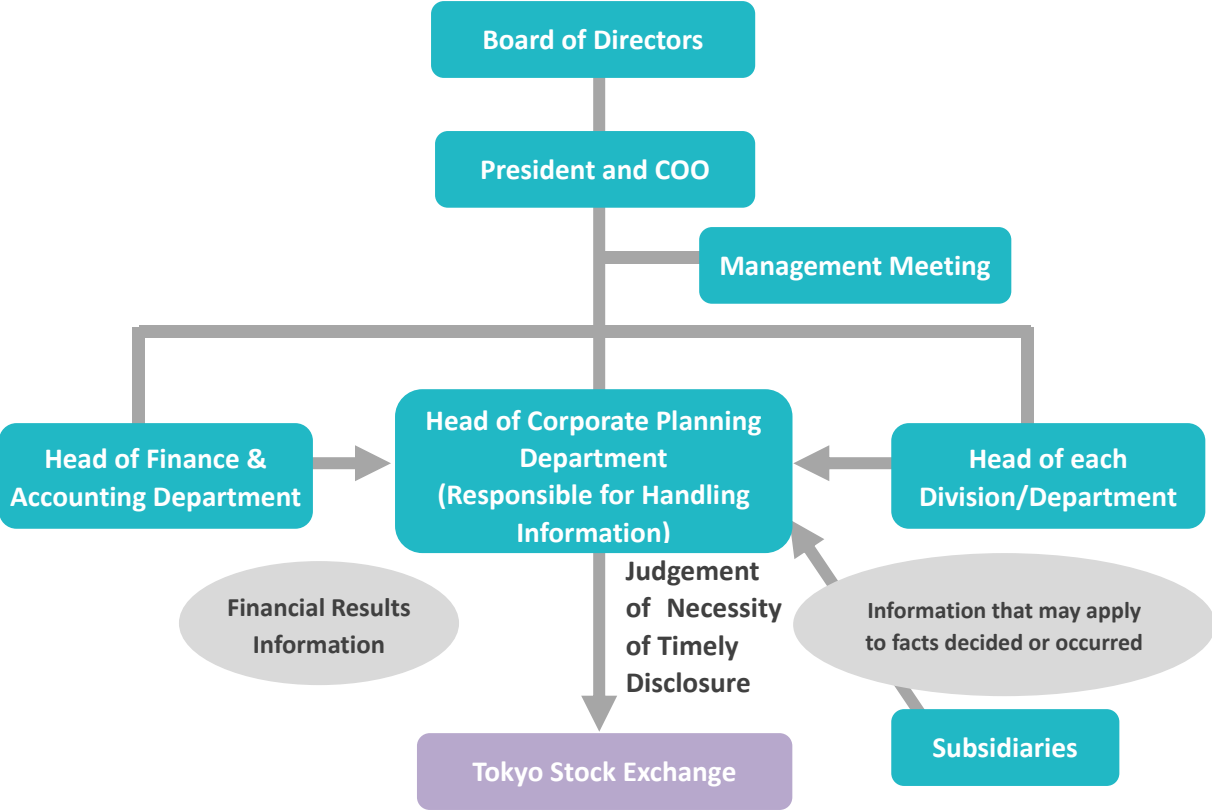 Board of Directors
President and COO
Management Meeting
Head of Finance &
Accounting Department
Head of Corporate Planning
Department
(Responsible for Handling
Information)
Head of each
Division/Department
Financial Results
Information
Judgement
of Necessity
of Timely
Disclosure
Information that may apply
to facts decided or occurred
Subsidiaries
Tokyo Stock Exchange